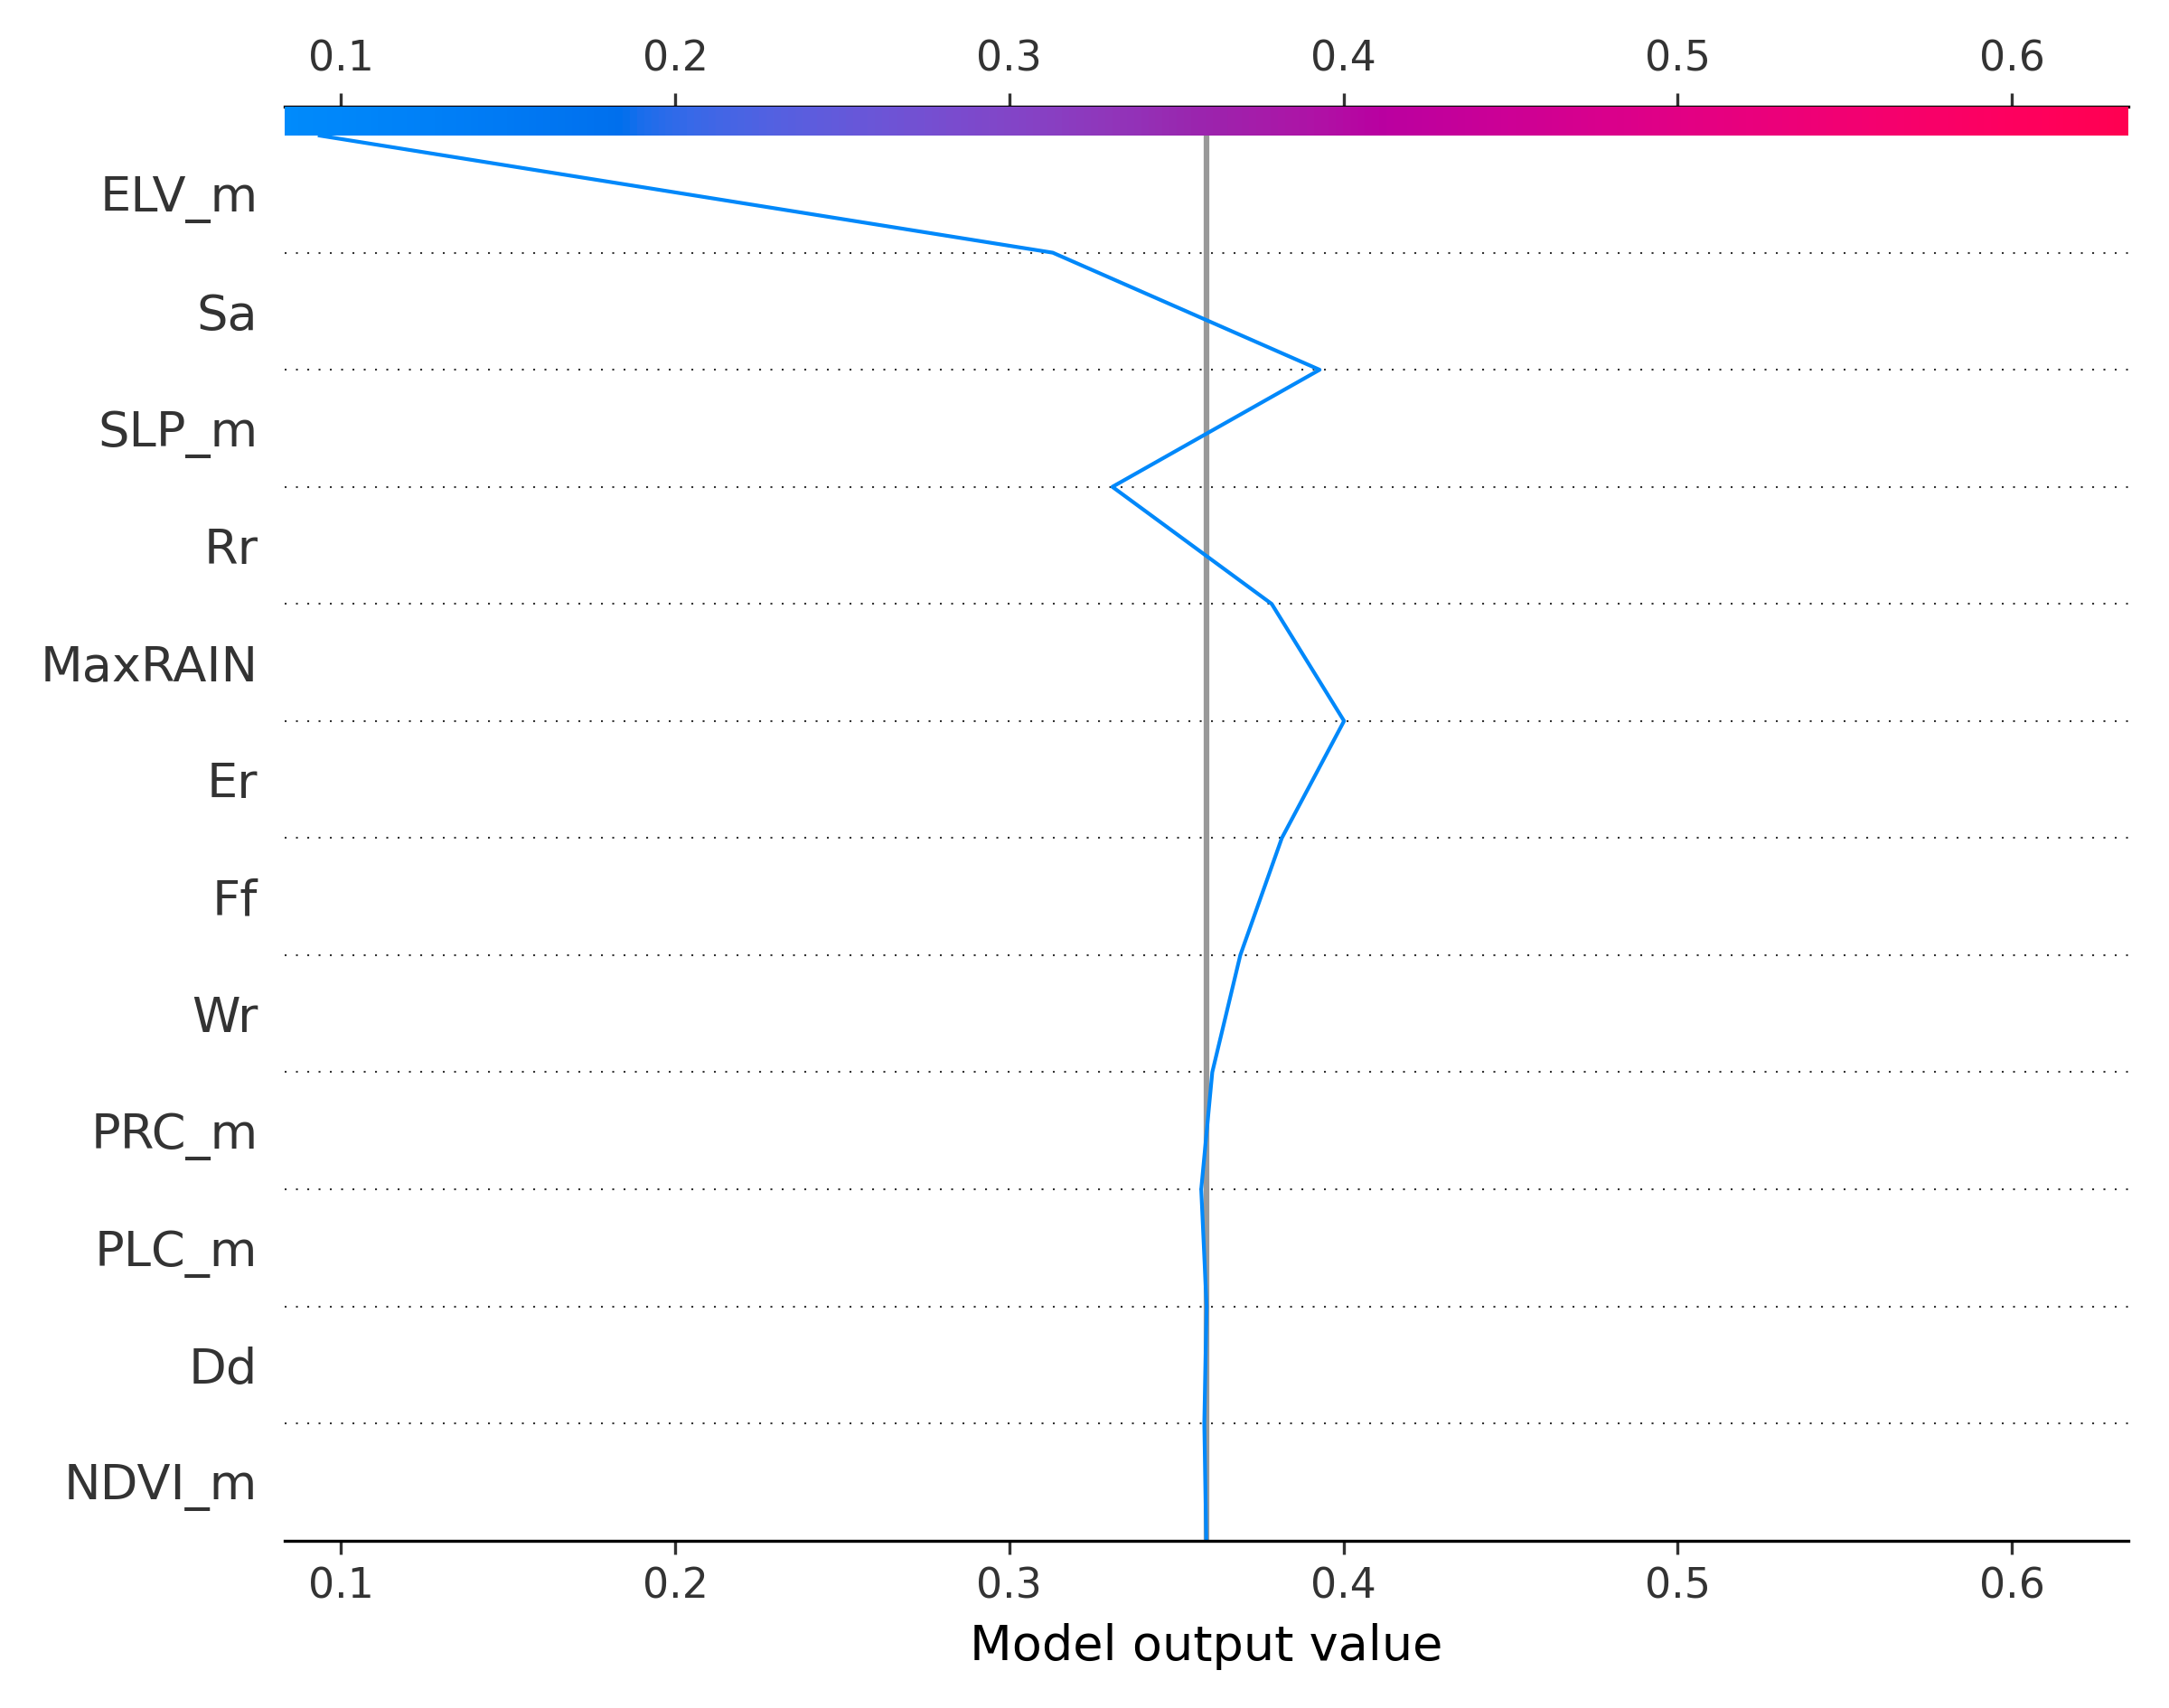 0.1 0.2 0.3 0.4 0.5 0.6
ELV_m
Sa
SLP_m
Rr
MaxRAIN
Er
Ff
Wr
PRC_m
PLC_m
Dd
NDVI_m
0.1 0.2 0.3 0.4 0.5 0.6
Model output value